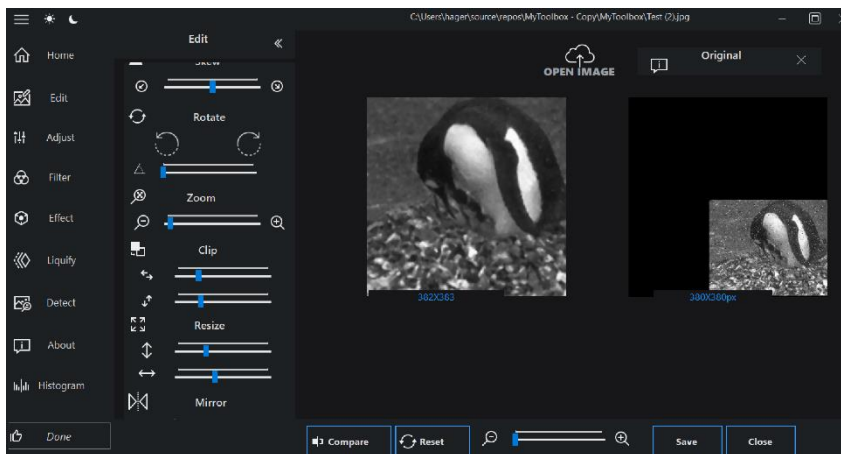 C:\Users\hager\source\repos\MyToolbox - Copy\MyToolbox\Test (2).jpg
Home
Edit
Adjust
Filter
Effect
Liquify
Detect
About
Histogram
Done
Edit
Skew
Rotate
Zoom
Clip
Resize
Mirror
OPEN IMAGE
Original
382X363
380X380px
Compare
Reset
Save
Close